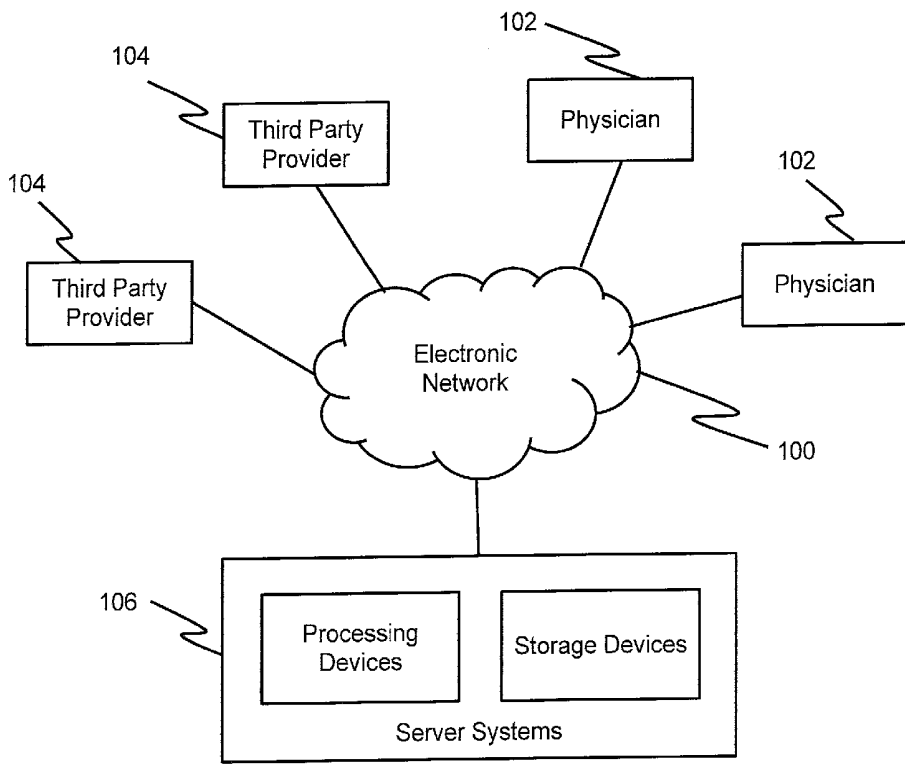 102
104
Third Party
Provider
Physician
102
104
Third Party
Provider
Physician
Electronic
Network
100
106
Processing
Devices
Storage Devices
Server Systems